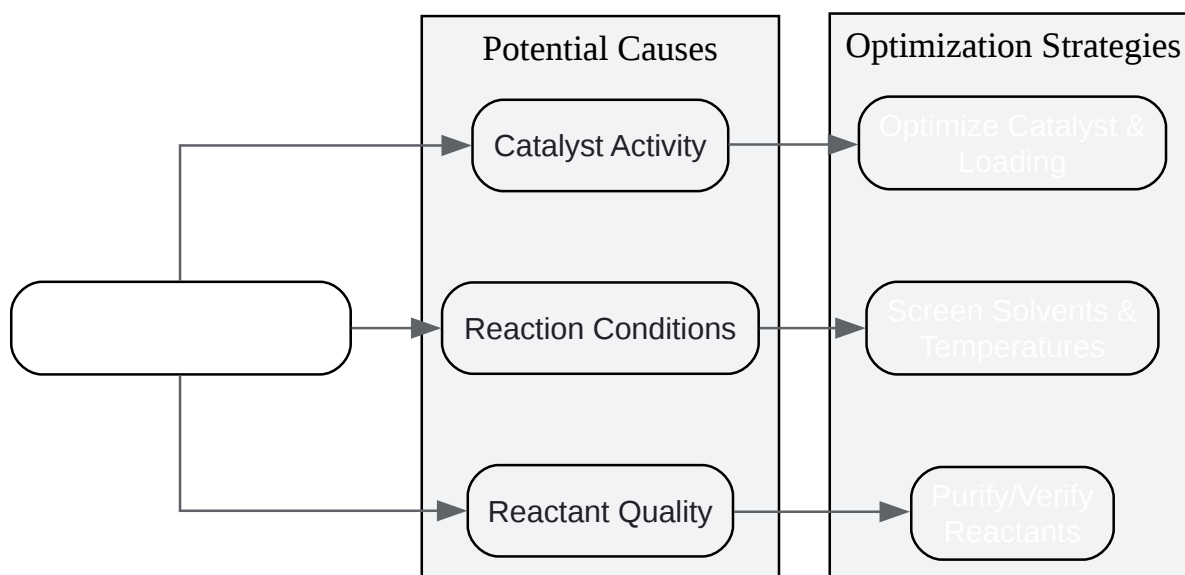 Potential Causes
Optimization Strategies
Catalyst Activity
Optimize Catalyst &
Loading
Reaction Conditions
Screen Solvents &
Temperatures
Reactant Quality
Purify/Verify
Reactants